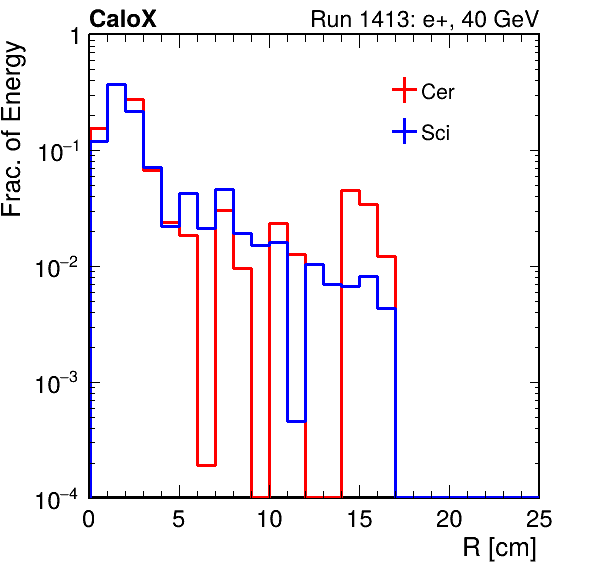 CaloX Run 1413: e+, 40 GeV
Frac. of Energy
1
10⁻¹
10⁻²
10⁻³
10⁻⁴
Cer
Sci
0 5 10 15 20 25
R [cm]